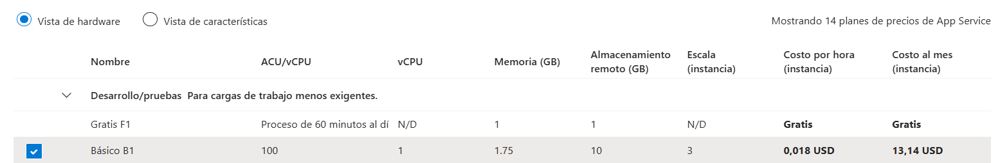 Vista de hardware Vista de características Mostrando 14 planes de precios de App Service
Nombre ACU/vCPU vCPU Memoria (GB) Almacenamiento remoto (GB) Escala (instancia) Costo por hora (instancia) Costo al mes (instancia)
Desarrollo/pruebas Para cargas de trabajo menos exigentes.
Gratis F1 Proceso de 60 minutos al dí N/D 1 1 N/D Gratis Gratis
Básico B1 100 1 1.75 10 3 0,018 USD 13,14 USD